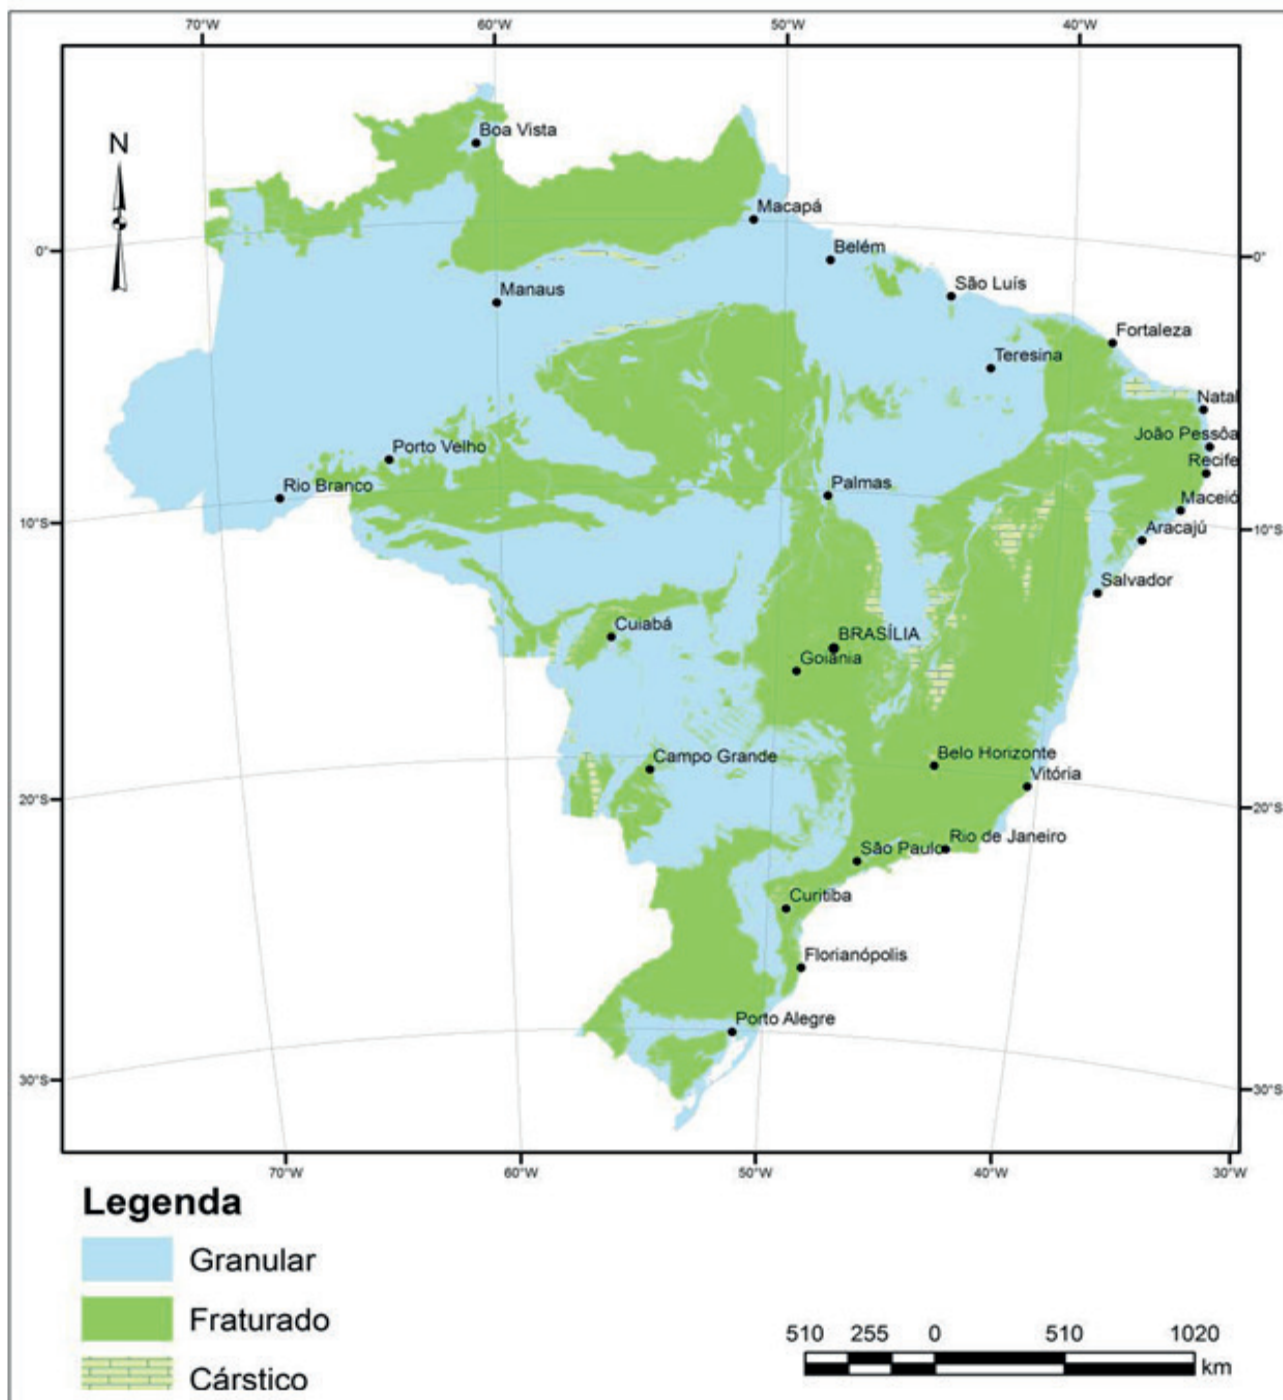 70°W 60°W 50°W 40°W
N
Boa Vista
Macapá
0° 0°
Belém
São Luís
Manaus
Fortaleza
Teresina
Natal
João Pessôa
Porto Velho
Recife
Rio Branco
Palmas
Maceió
10°S 10°S
Aracajú
Salvador
Cuiabá
BRASÍLIA
Goiânia
Campo Grande
Belo Horizonte
Vitória
20°S 20°S
São Paulo
Rio de Janeiro
Curitiba
Florianópolis
Porto Alegre
30°S 30°S
70°W 60°W 50°W 40°W 30°W
Legenda
Granular
Fraturado
Cárstico
510 255 0 510 1020
km